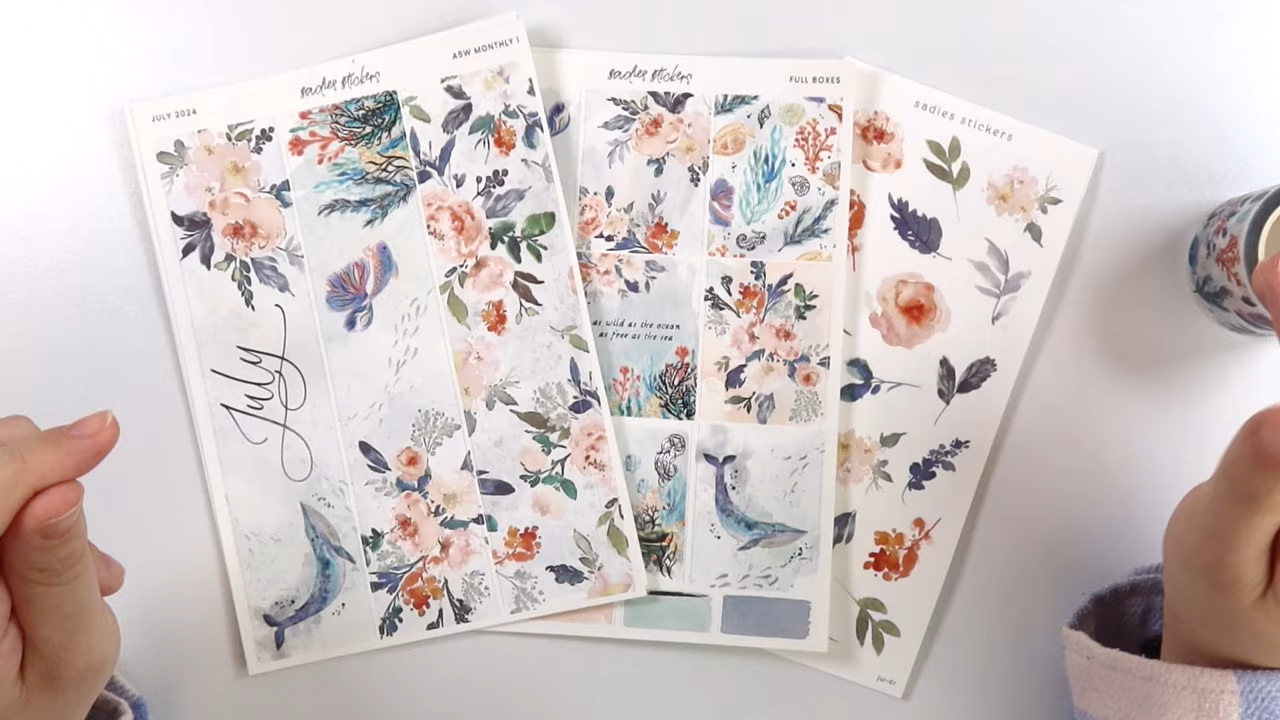 JULY 2024
sadies stickers
A5W MONTHLY |
July
sadies stickers
FULL BOXES
as wild as the ocean
as free as the sea
sadies stickers